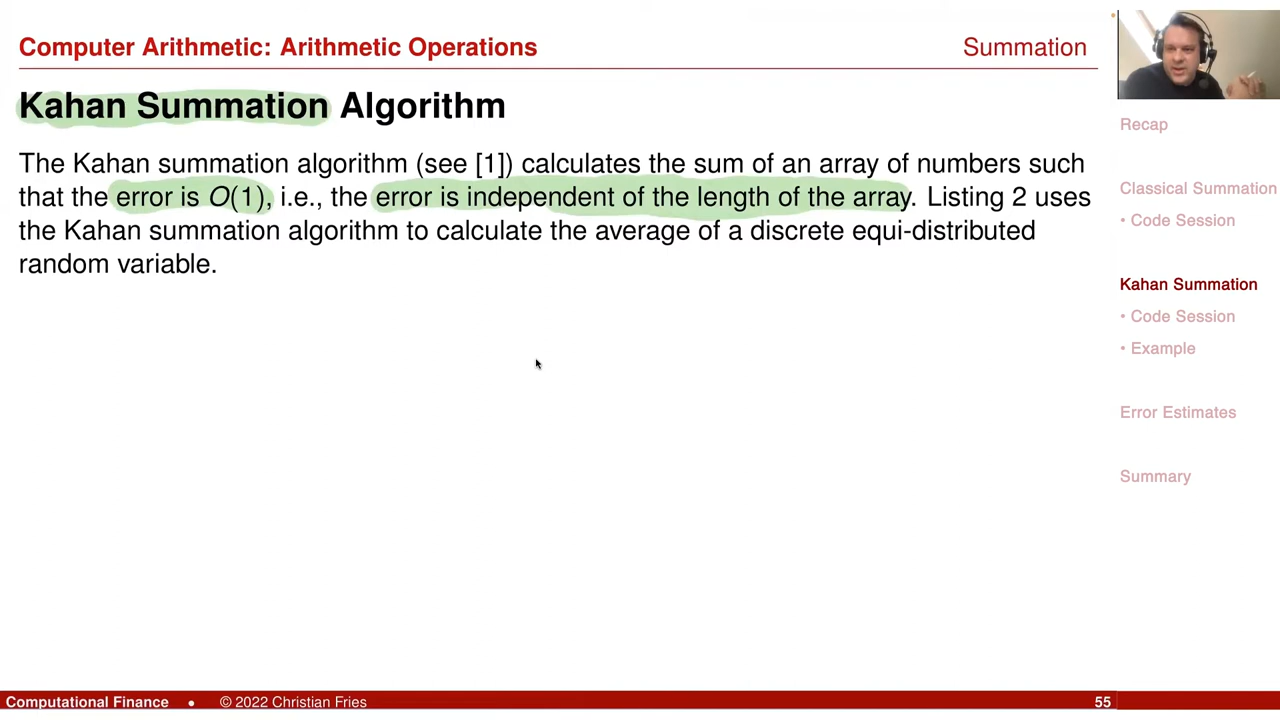 Computer Arithmetic: Arithmetic Operations
Summation
Kahan Summation Algorithm
The Kahan summation algorithm (see [1]) calculates the sum of an array of numbers such
that the error is O(1), i.e., the error is independent of the length of the array. Listing 2 uses
the Kahan summation algorithm to calculate the average of a discrete equi-distributed
random variable.
Recap
Classical Summation
• Code Session
Kahan Summation
• Code Session
• Example
Error Estimates
Summary
Computational Finance • © 2022 Christian Fries
55